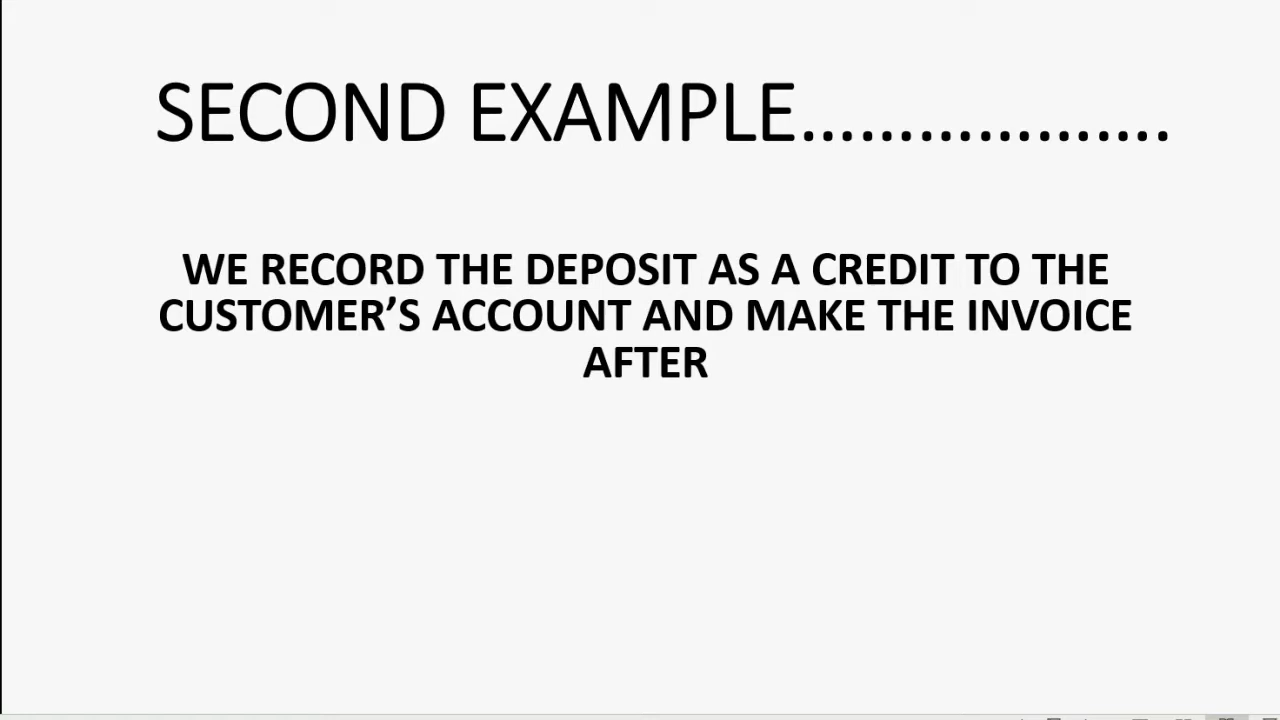 SECOND EXAMPLE...................
WE RECORD THE DEPOSIT AS A CREDIT TO THE
CUSTOMER’S ACCOUNT AND MAKE THE INVOICE
AFTER